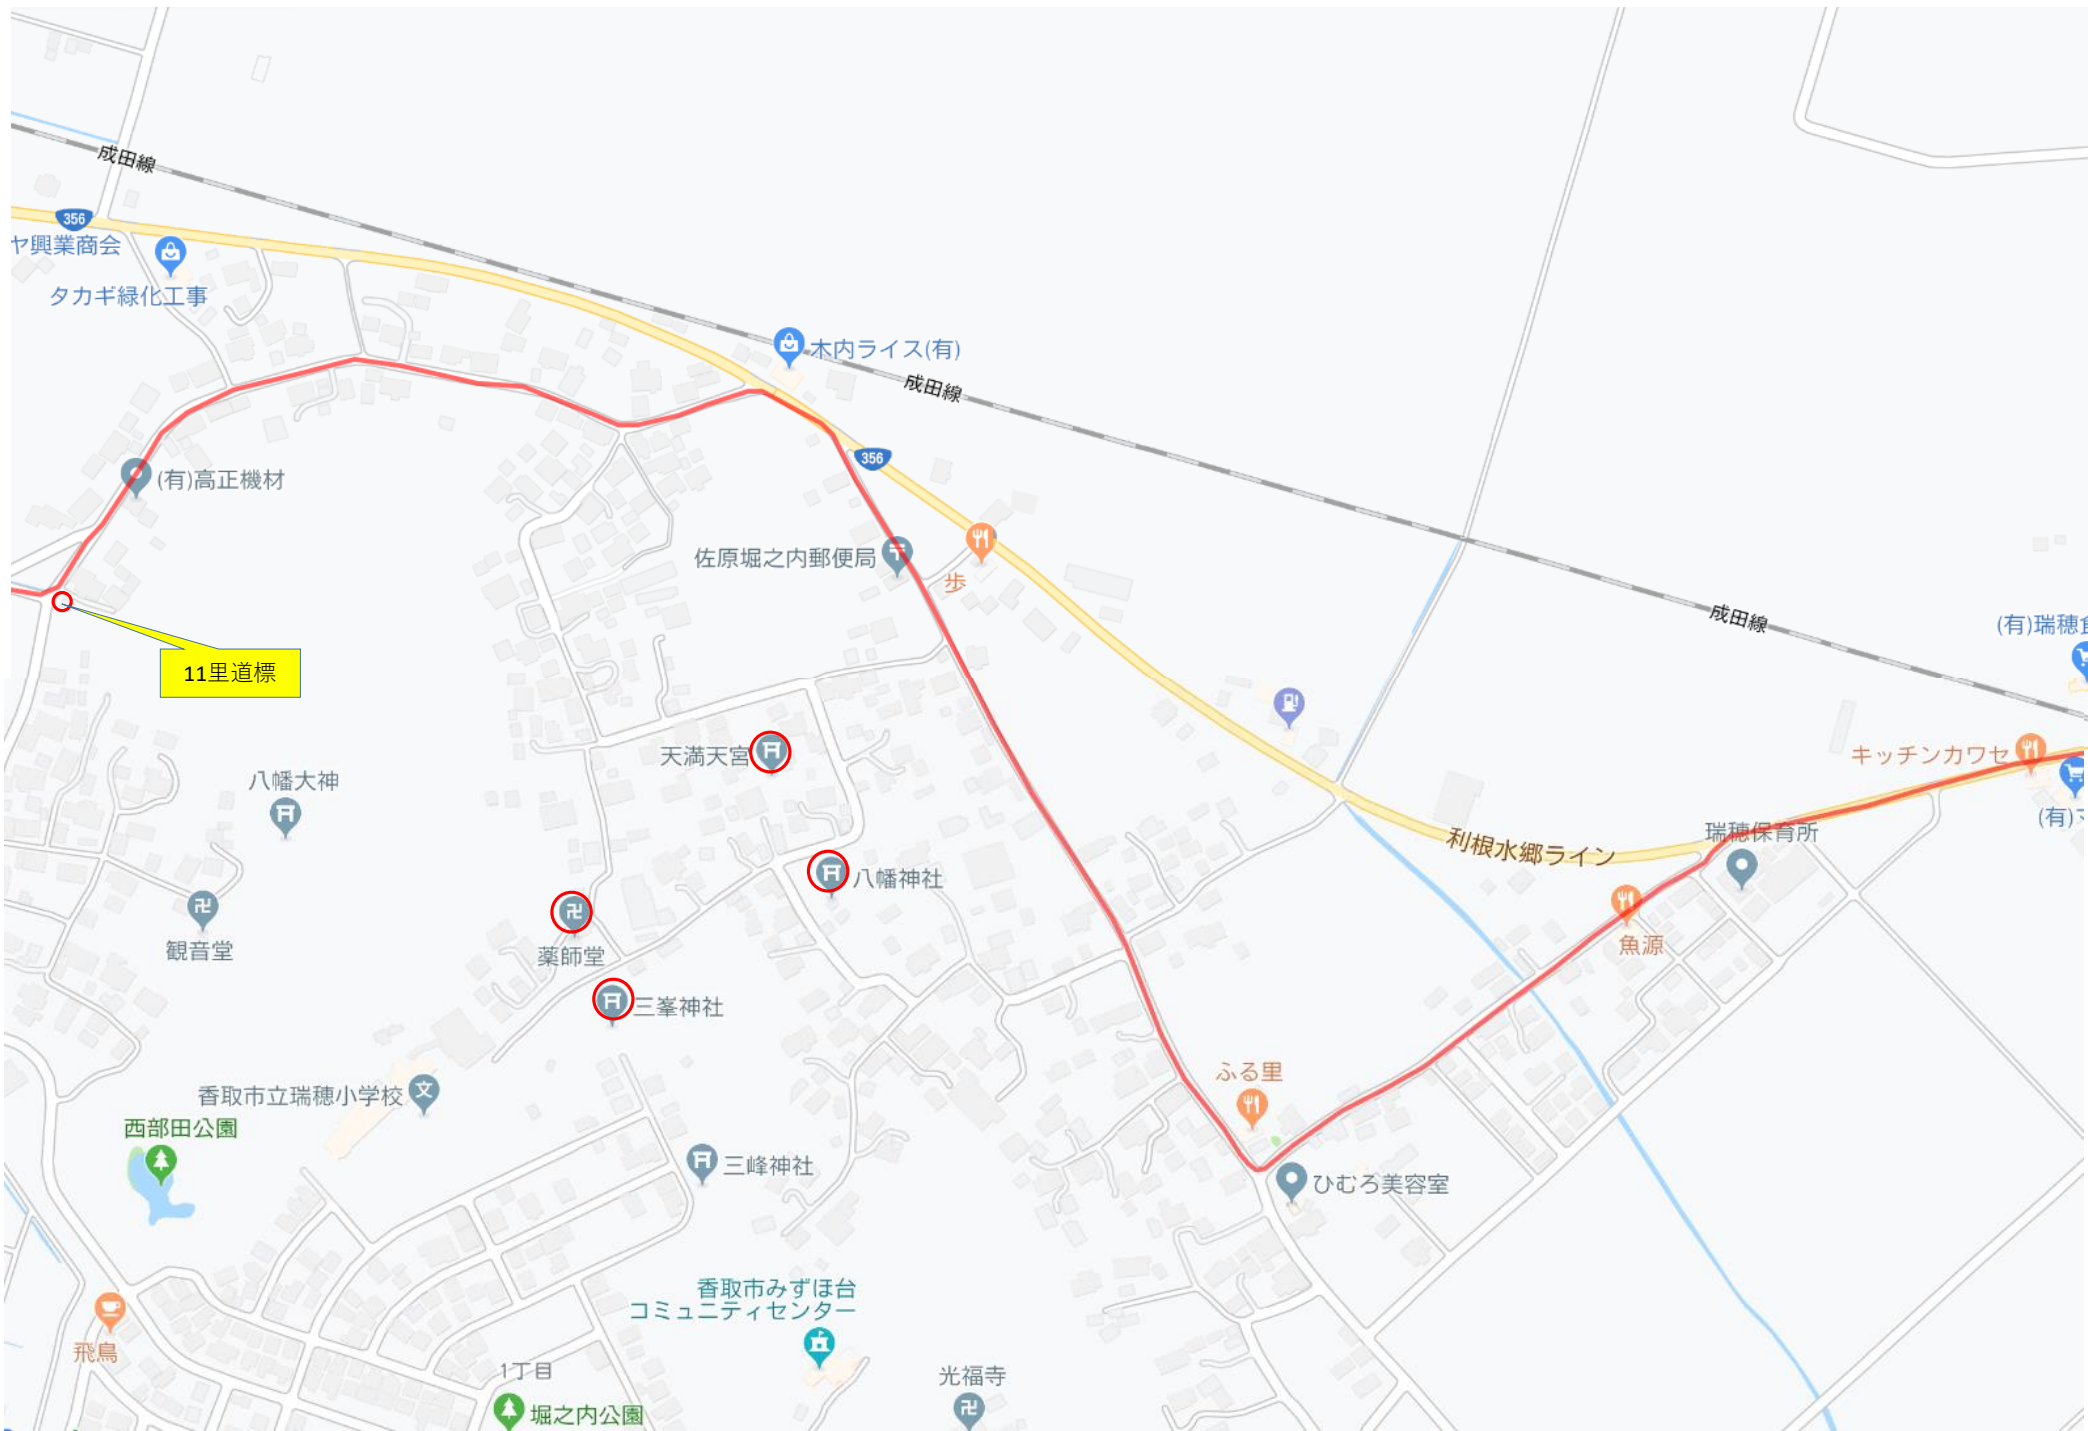 成田線
356
ヤ興業商会
タカギ緑化工事
木内ライス(有)
成田線
356
(有)高正機材
佐原堀之内郵便局
歩
11里道標
成田線
(有)瑞穂食
天満天宮
キッチンカワセ
八幡大神
(有)マ
利根水郷ライン
瑞穂保育所
八幡神社
卍
卍
観音堂
薬師堂
魚源
三峯神社
ふる里
香取市立瑞穂小学校
文
西部田公園
三峰神社
ひむろ美容室
香取市みずほ台
コミュニティセンター
飛鳥
1丁目
光福寺
堀之内公園
卍